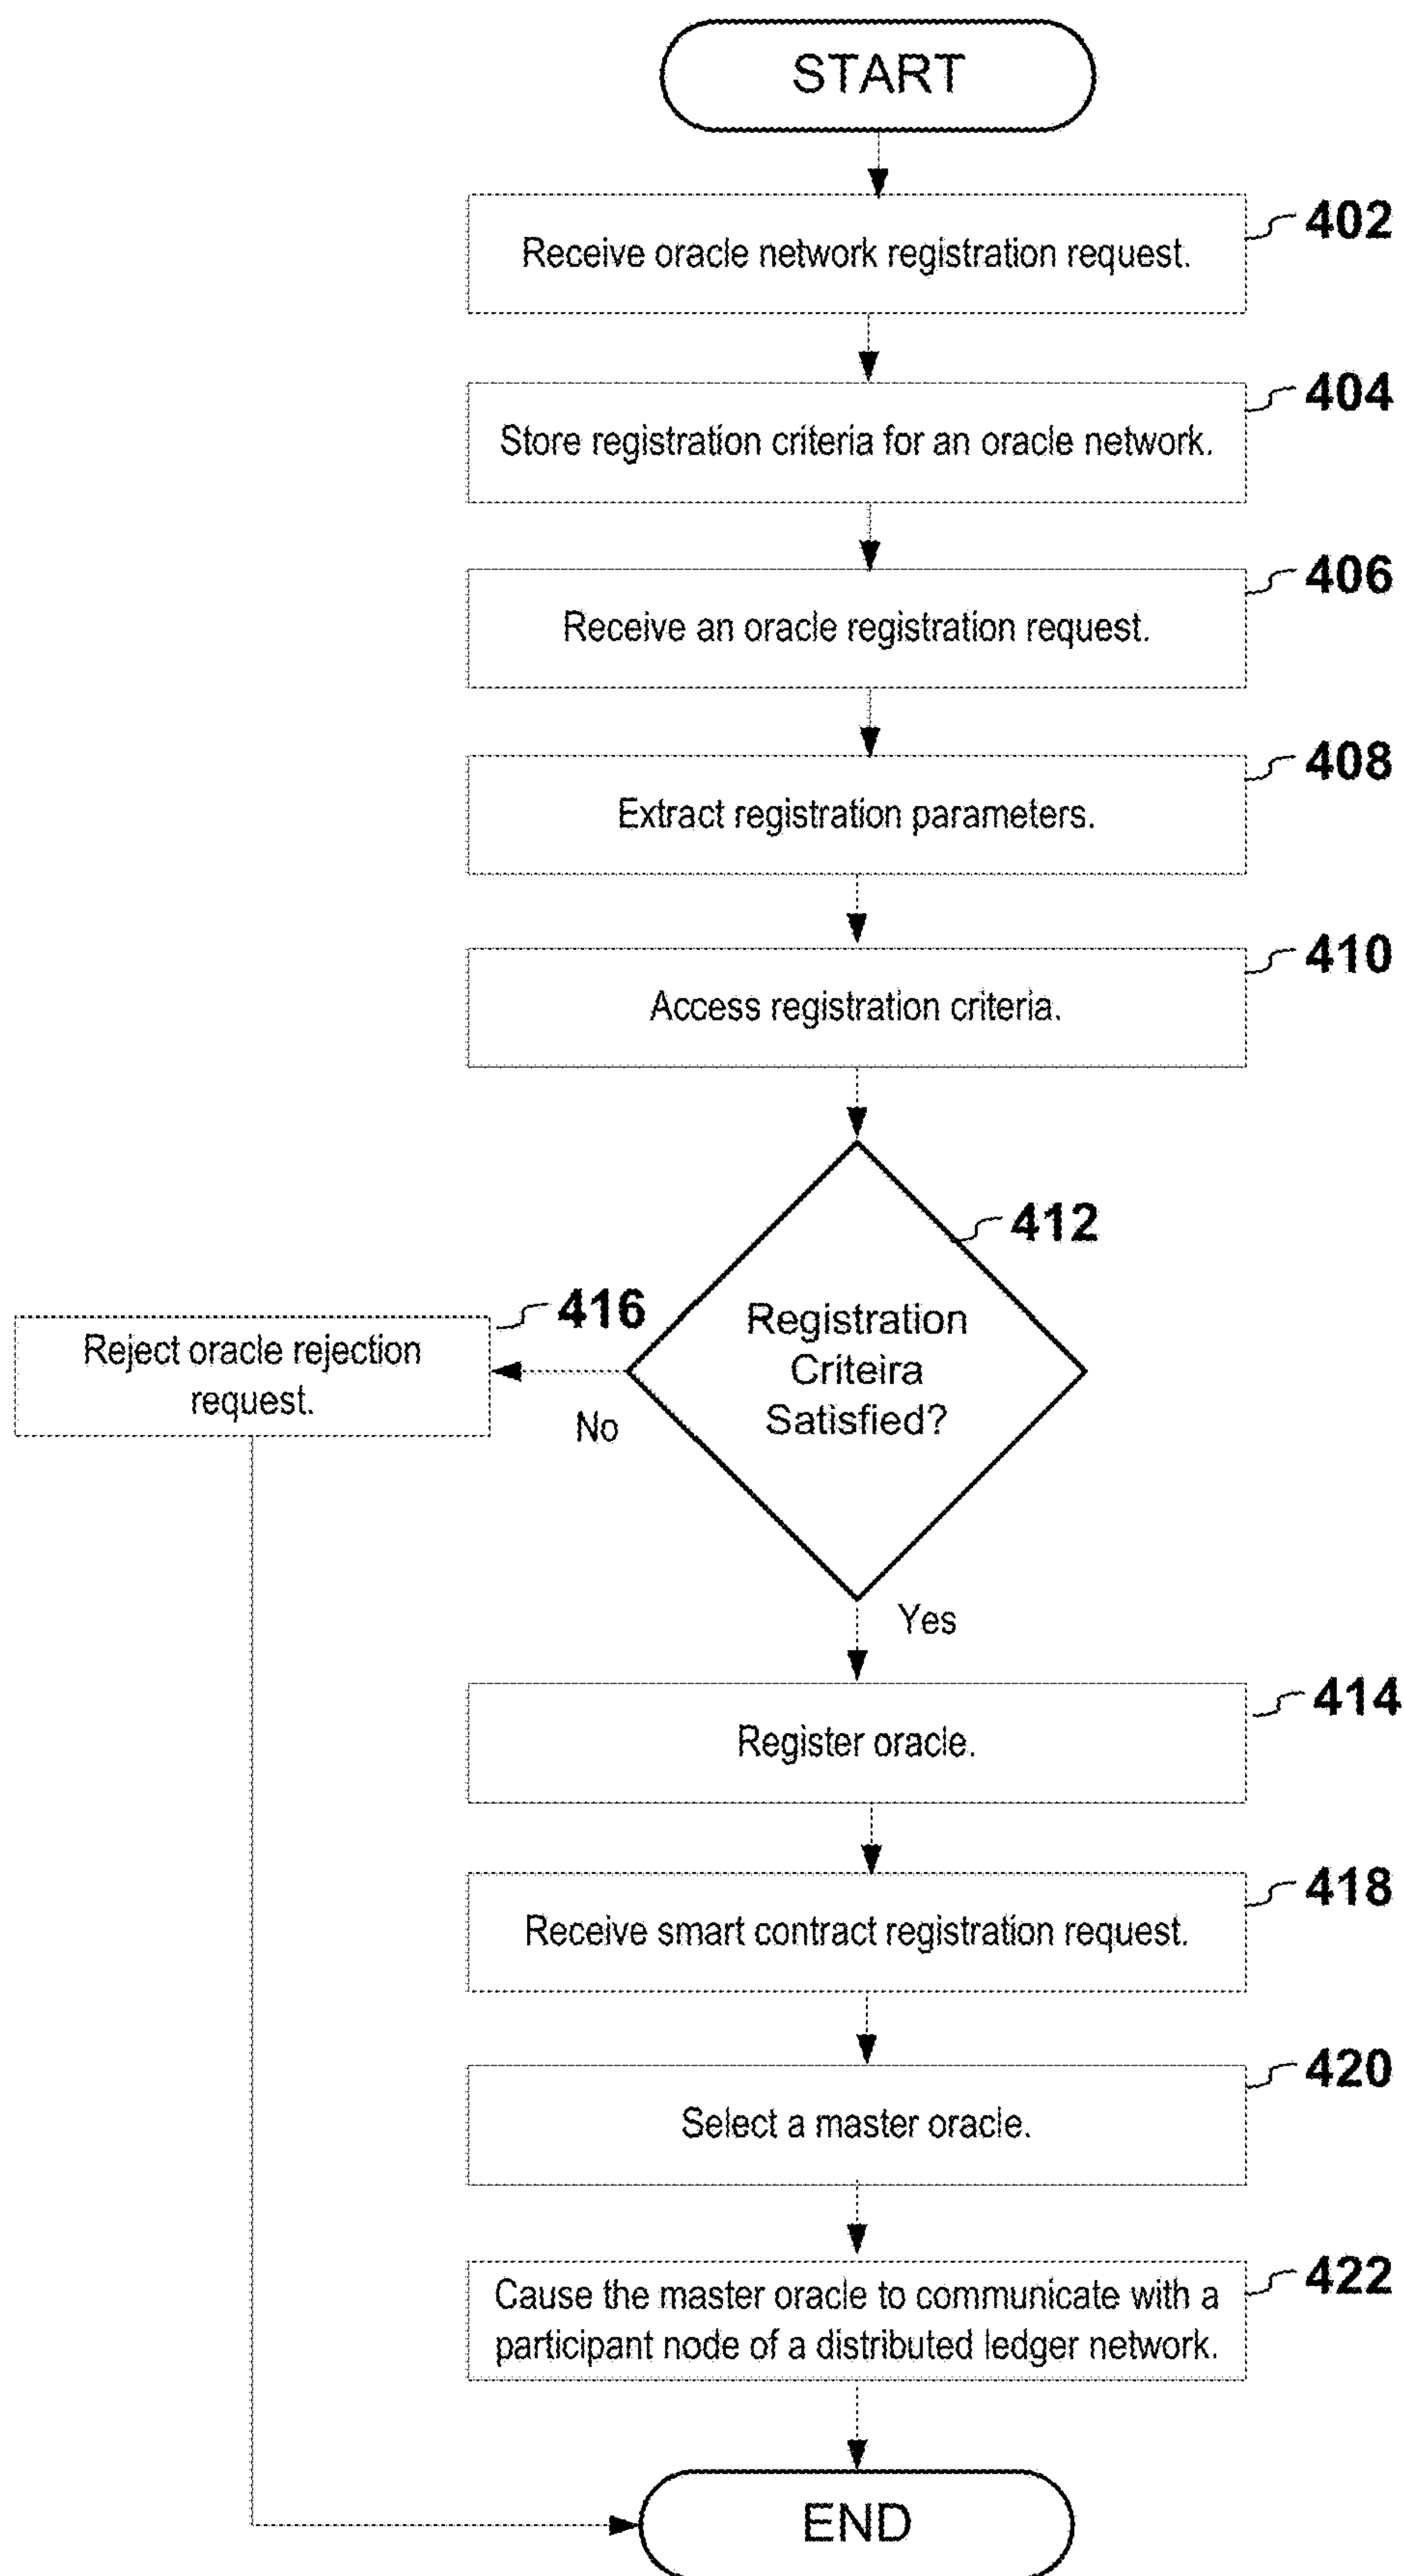 START
Receive oracle network registration request.
402
Store registration criteria for an oracle network.
404
Receive an oracle registration request.
406
Extract registration parameters.
408
Access registration criteria.
410
Registration
Criteira
Satisfied?
412
Reject oracle rejection
request.
416
No
Yes
Register oracle.
414
Receive smart contract registration request.
418
Select a master oracle.
420
Cause the master oracle to communicate with a
participant node of a distributed ledger network.
422
END